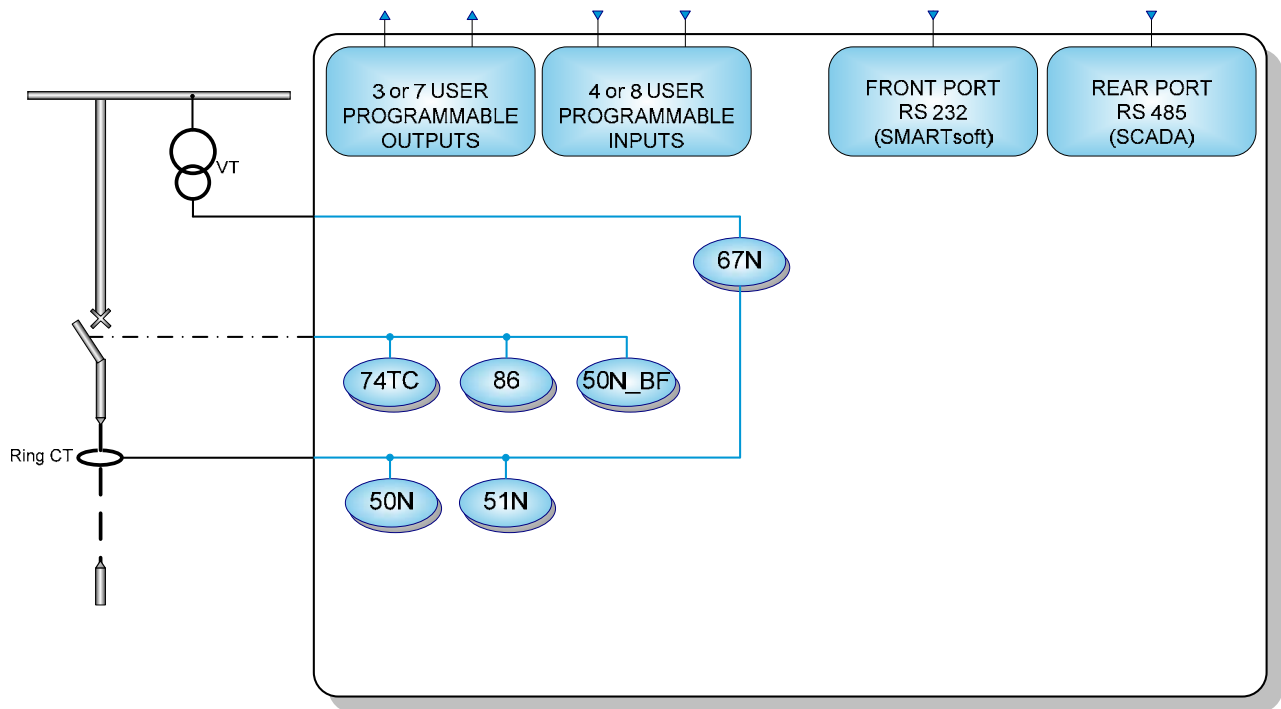 3 or 7 USER
PROGRAMMABLE
OUTPUTS
4 or 8 USER
PROGRAMMABLE
INPUTS
FRONT PORT
RS 232
(SMARTsoft)
REAR PORT
RS 485
(SCADA)
VT
67N
74TC
86
50N_BF
Ring CT
50N
51N